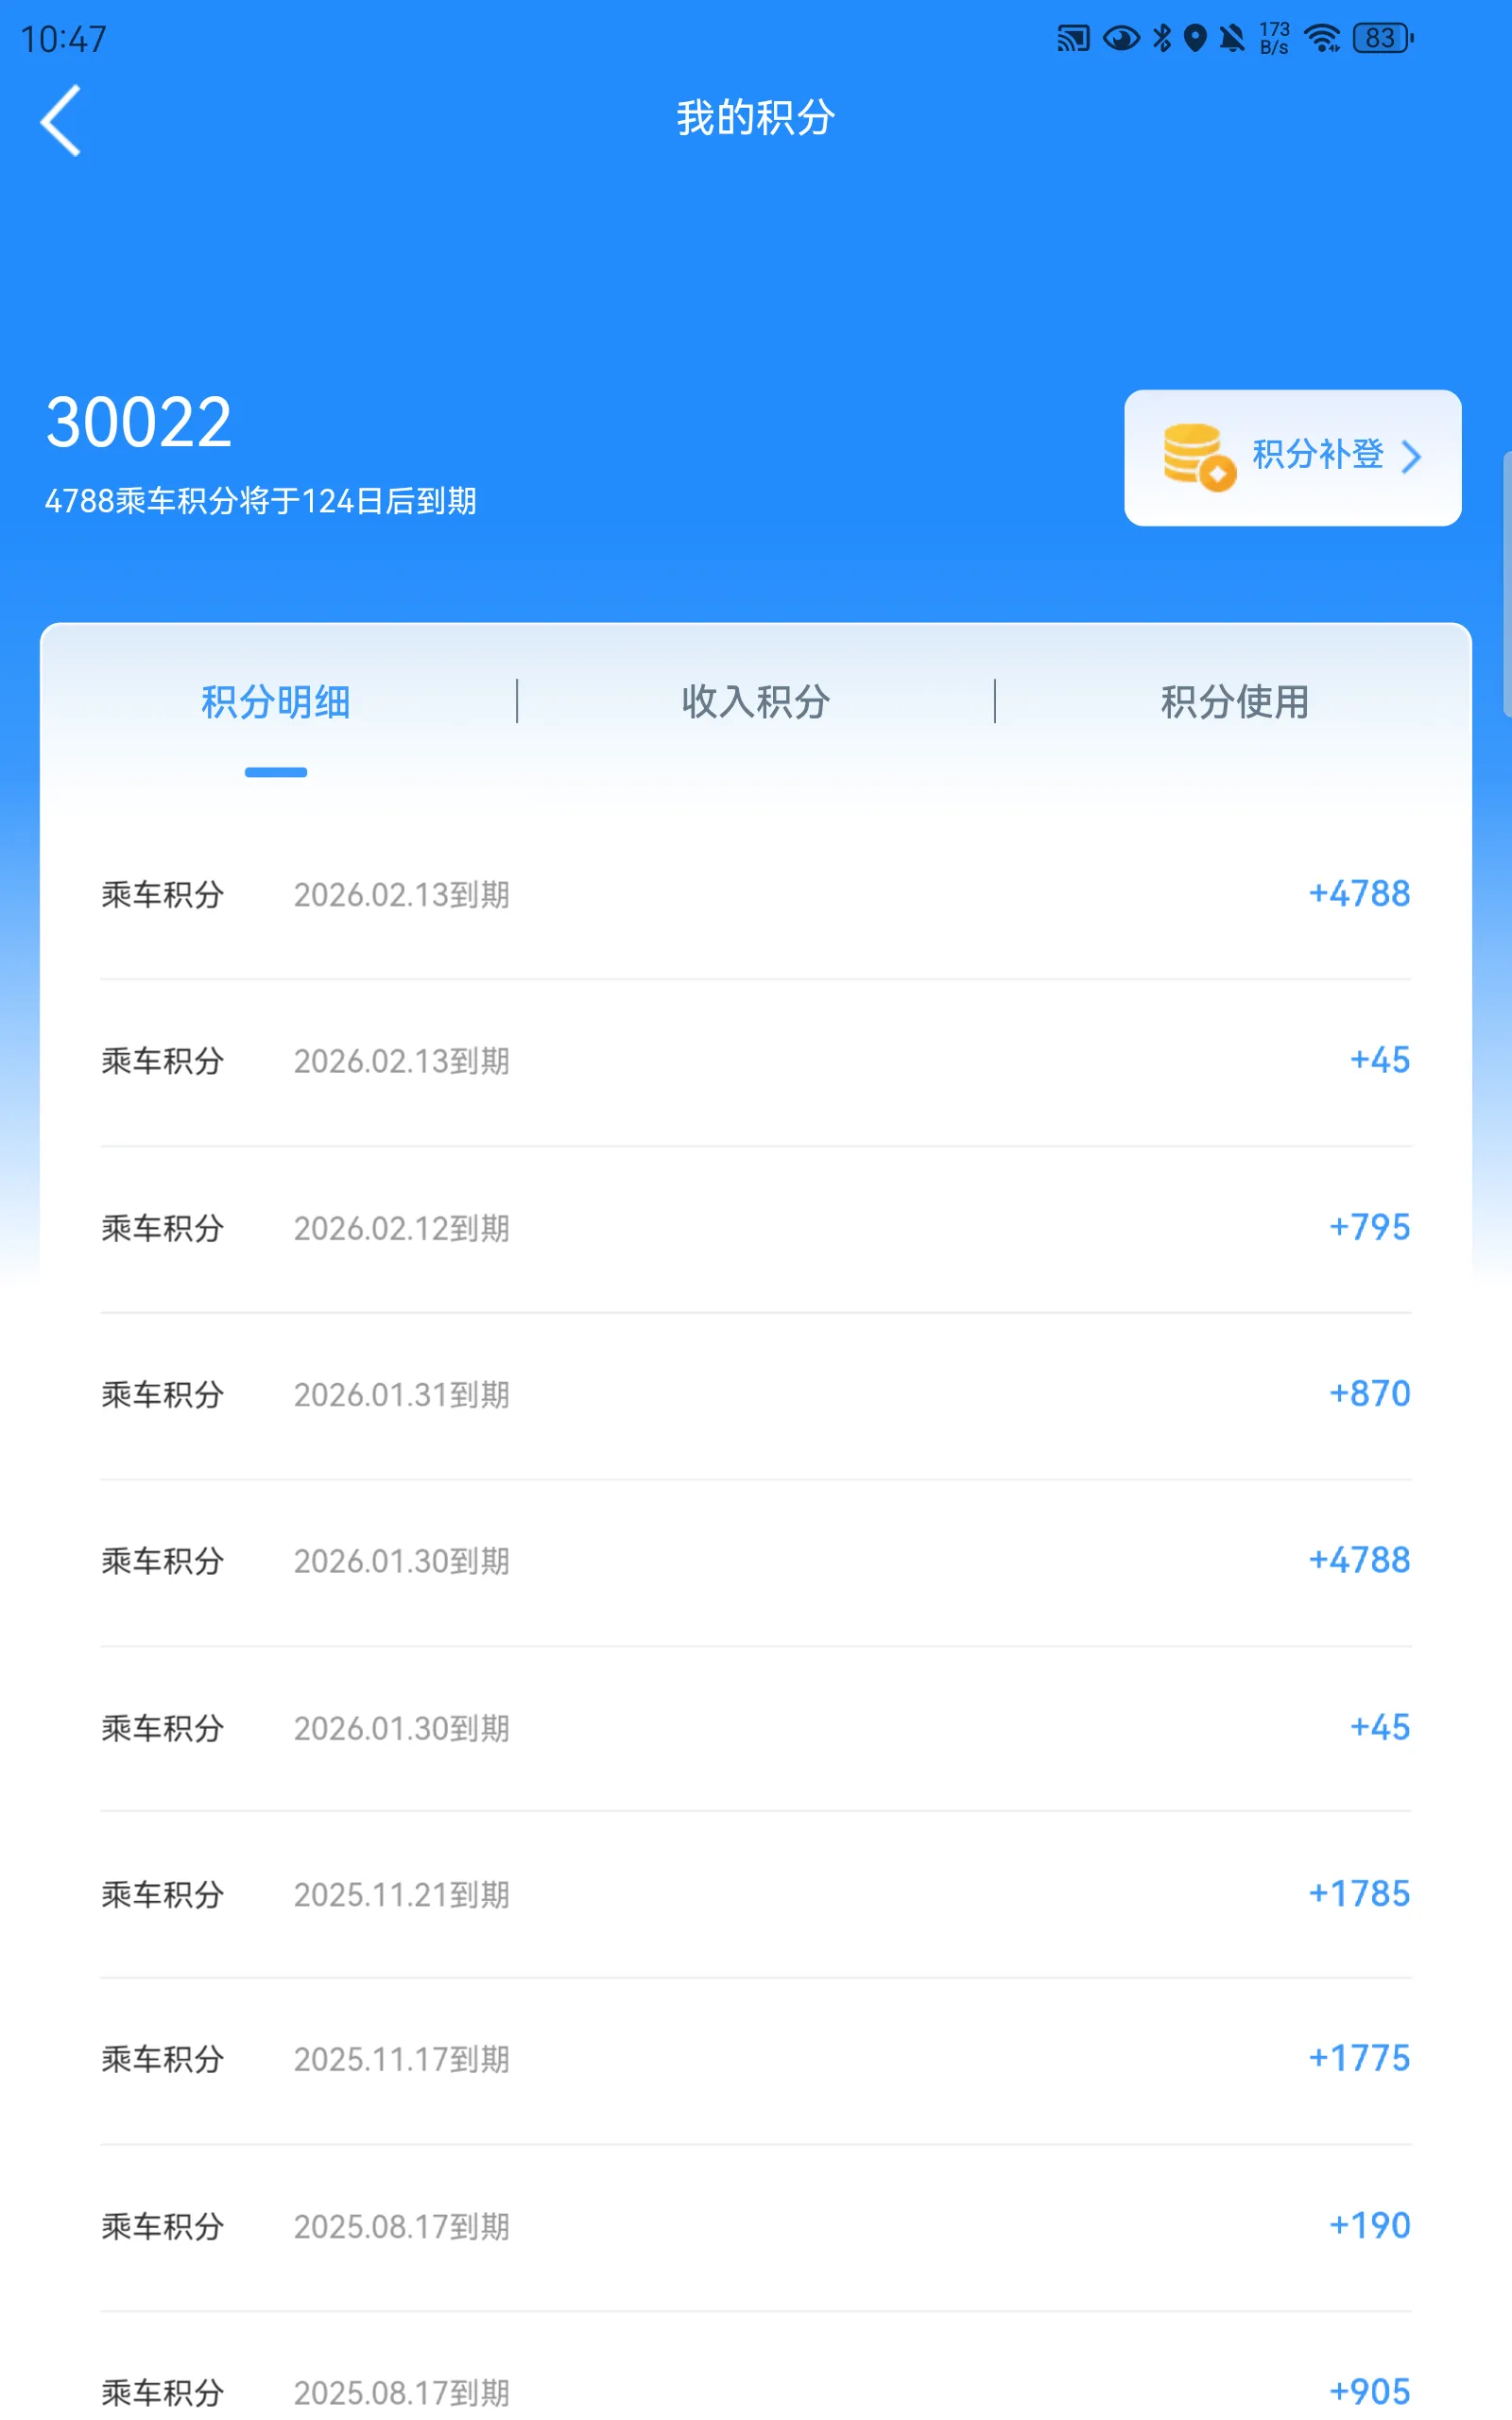 10:47
173
B/s
83
我的积分
30022
4788乘车积分将于124日后到期
积分补登
积分明细
收入积分
积分使用
乘车积分 2026.02.13到期 +4788
乘车积分 2026.02.13到期 +45
乘车积分 2026.02.12到期 +795
乘车积分 2026.01.31到期 +870
乘车积分 2026.01.30到期 +4788
乘车积分 2026.01.30到期 +45
乘车积分 2025.11.21到期 +1785
乘车积分 2025.11.17到期 +1775
乘车积分 2025.08.17到期 +190
乘车积分 2025.08.17到期 +905